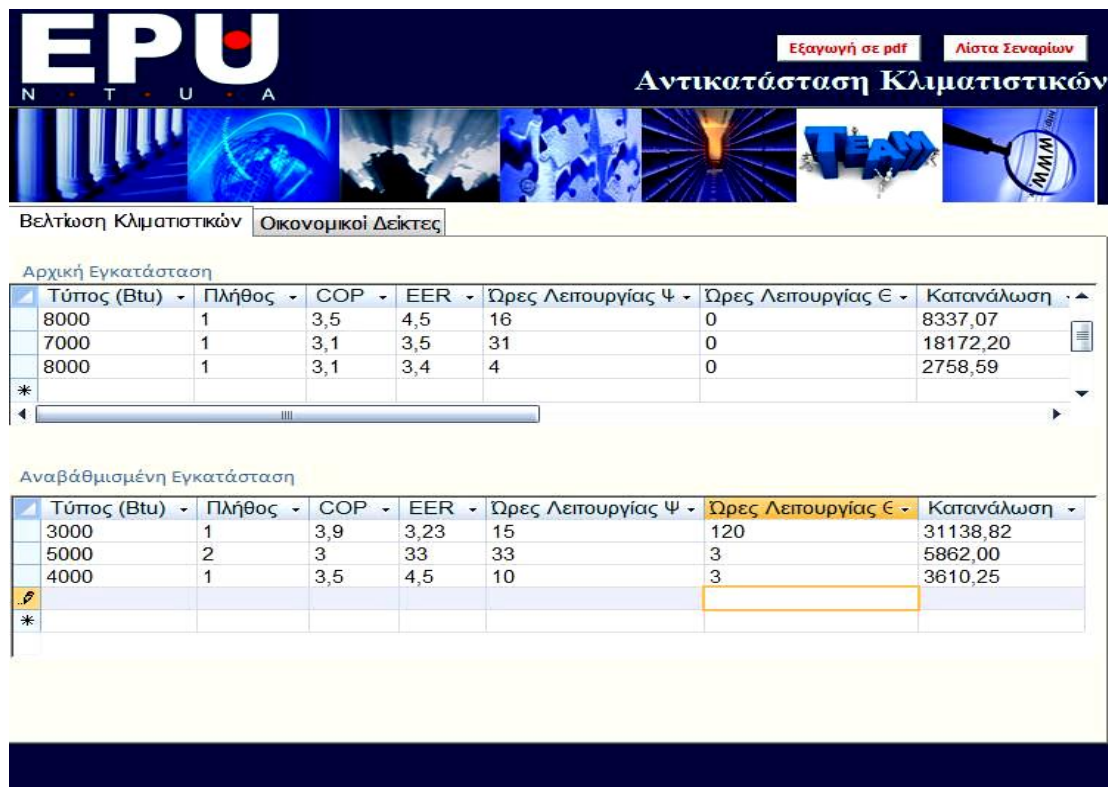 EPU
N · T · U · A
Εξαγωγή σε pdf Λίστα Σεναρίων
Αντικατάσταση Κλιματιστικών
TEAM
WWW.
Βελτίωση Κλιματιστικών Οικονομικοί Δείκτες
Αρχική Εγκατάσταση
Τύπος (Btu) Πλήθος COP EER Ώρες Λειτουργίας Ψ Ώρες Λειτουργίας Θ Κατανάλωση
8000 1 3,5 4,5 16 0 8337,07
7000 1 3,1 3,5 31 0 18172,20
8000 1 3,1 3,4 4 0 2758,59
Αναβάθμισμένη Εγκατάσταση
Τύπος (Btu) Πλήθος COP EER Ώρες Λειτουργίας Ψ Ώρες Λειτουργίας Θ Κατανάλωση
3000 1 3,9 3,23 15 120 31138,82
5000 2 3 33 33 3 5862,00
4000 1 3,5 4,5 10 3 3610,25